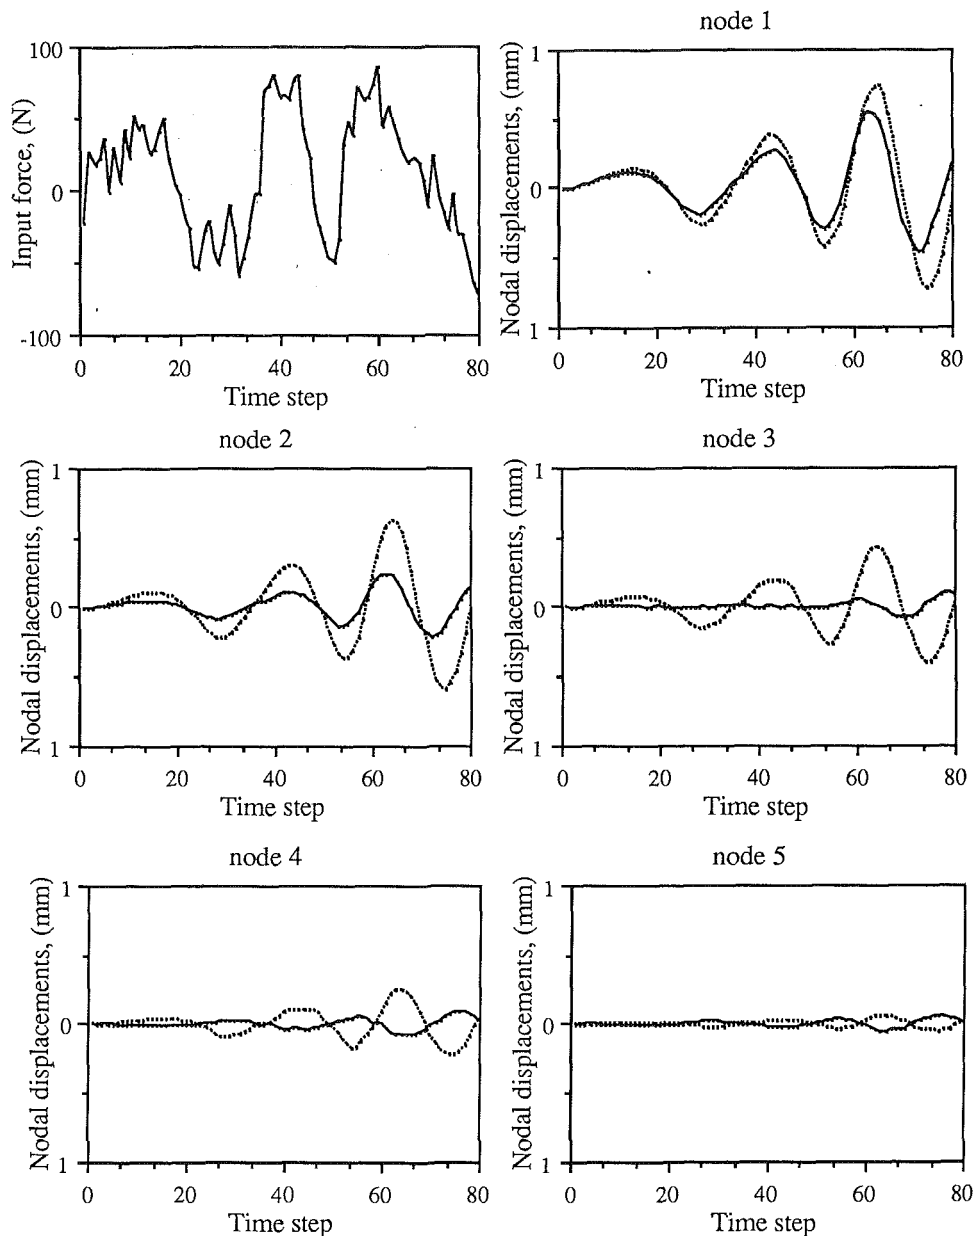 node 1
100
0
-100
Input force, (N)
0 20 40 60 80
Time step
1
0
1
Nodal displacements, (mm)
0 20 40 60 80
Time step
node 2
1
0
1
Nodal displacements, (mm)
0 20 40 60 80
Time step
node 3
1
0
1
Nodal displacements, (mm)
0 20 40 60 80
Time step
node 4
1
0
1
Nodal displacements, (mm)
0 20 40 60 80
Time step
node 5
1
0
1
Nodal displacements, (mm)
0 20 40 60 80
Time step